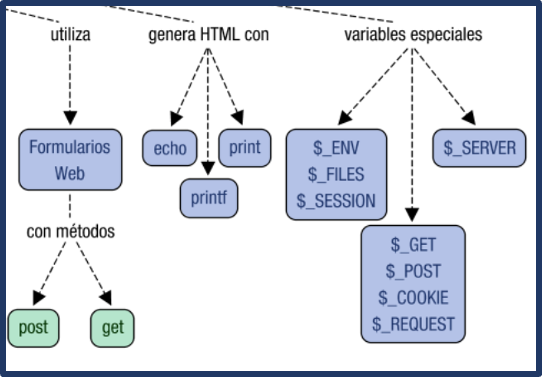 utiliza
genera HTML con
variables especiales
Formularios
Web
echo
print
printf
$_ENV
$_FILES
$_SESSION
$_SERVER
con métodos
post
get
$_GET
$_POST
$_COOKIE
$_REQUEST